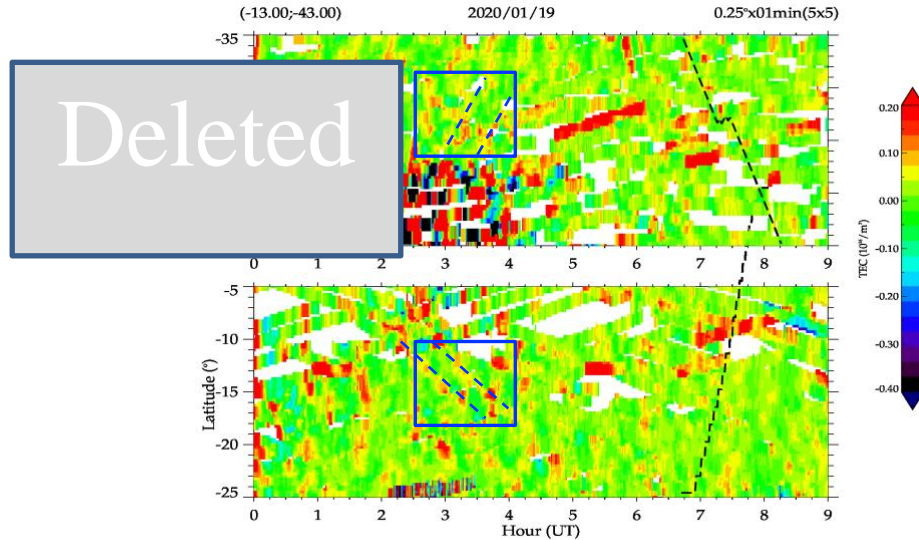 (-13.00;-43.00) 2020/01/19 0.25°x01min(5x5)
-35
Deleted
0 1 2 3 4 5 6 7 8 9
-5
-10
-15
-20
-25
Latitude (°)
0 1 2 3 4 5 6 7 8 9
Hour (UT)
0.20
0.10
0.00
-0.10
-0.20
-0.30
-0.40
TEC (10¹⁶/m²)